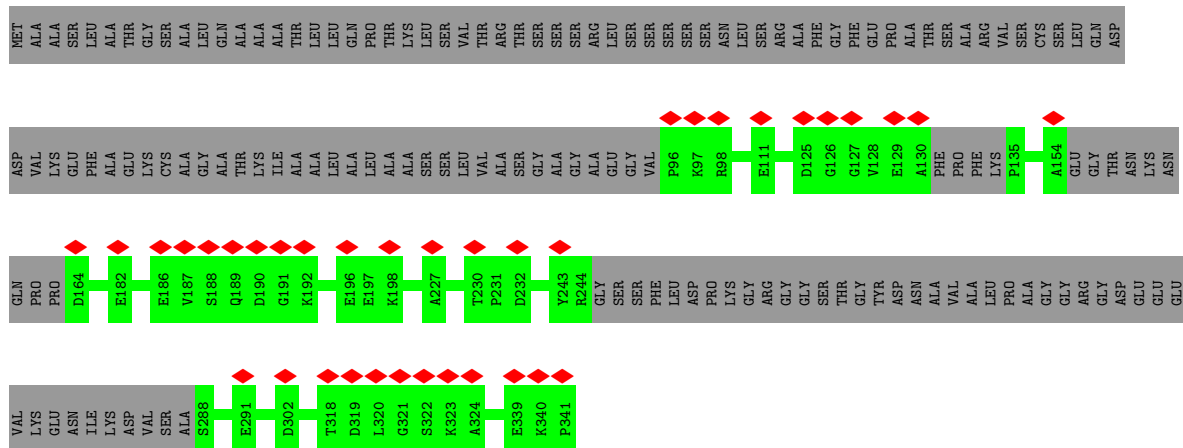 MET ALA ALA SER LEU ALA THR GLY SER ALA LEU GLN ALA ALA ALA THR LEU LEU GLN PRO THR LYS LEU SER VAL THR ARG THR SER SER SER ARG LEU SER SER SER SER SER ASN LEU SER ARG ALA PHE GLY PHE GLU PRO ALA THR SER ALA ARG VAL SER CYS SER LEU GLN ASP
ASP VAL LYS GLU PHE ALA GLU LYS CYS ALA GLY ALA THR LYS ILE ALA ALA LEU ALA LEU ALA ALA SER SER LEU VAL ALA SER GLY ALA GLY ALA GLU GLY VAL P96 K97 R98 E111 D125 G126 G127 V128 E129 A130 PHE PRO PHE LYS P135 A154 GLU GLY THR ASN LYS ASN
GLN PRO PRO D164 E182 E186 V187 S188 Q189 D190 G191 K192 E196 E197 K198 A227 T230 P231 D232 Y243 R244 GLY SER SER PHE LEU ASP PRO LYS GLY ARG GLY GLY SER THR GLY TYR ASP ASN ALA VAL ALA LEU PRO ALA GLY GLY ARG GLY ASP GLU GLU GLU
VAL LYS GLU ASN ILE LYS ASP VAL SER ALA S288 E291 D302 T318 D319 L320 G321 S322 K323 A324 E339 K340 P341